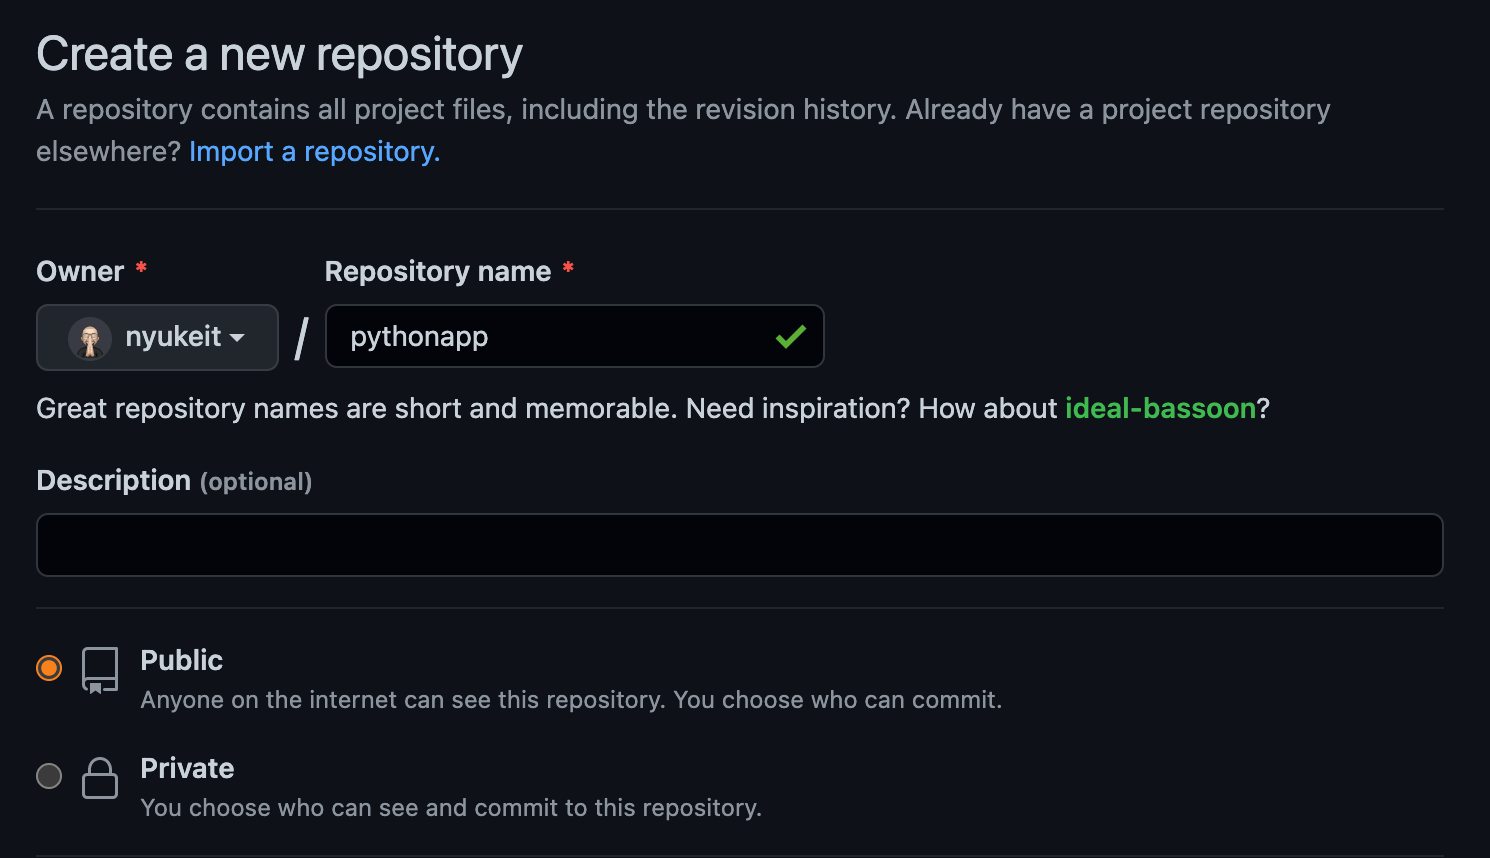 Create a new repository
A repository contains all project files, including the revision history. Already have a project repository
elsewhere? Import a repository.
Owner * Repository name *
nyukeit / pythonapp
Great repository names are short and memorable. Need inspiration? How about ideal-bassoon?
Description (optional)
Public
Anyone on the internet can see this repository. You choose who can commit.
Private
You choose who can see and commit to this repository.